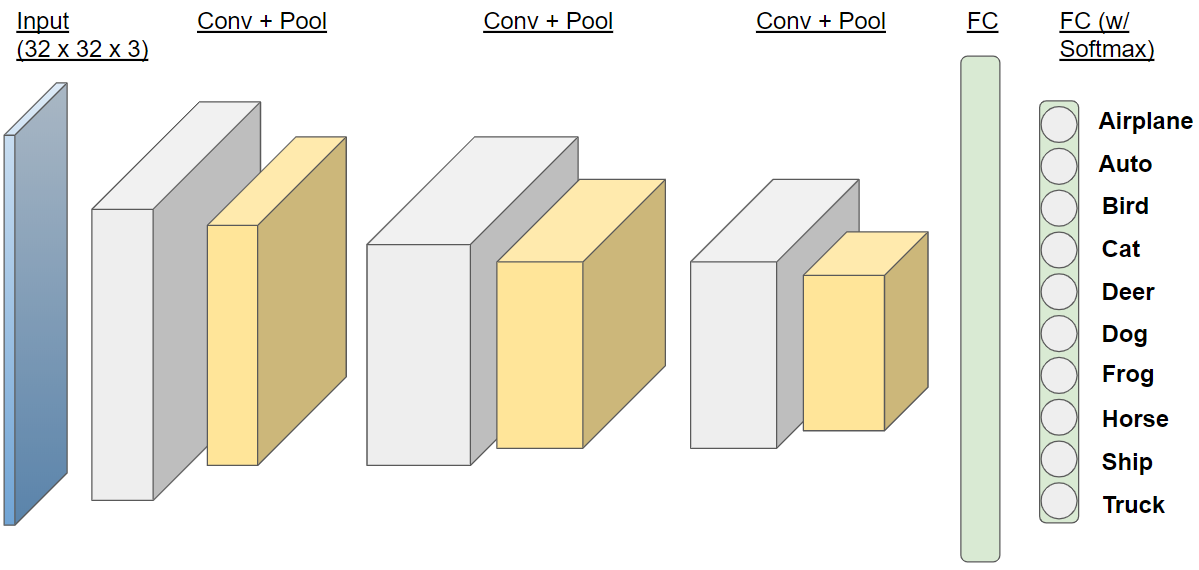 Input
(32 x 32 x 3)
Conv + Pool
Conv + Pool
Conv + Pool
FC
FC (w/
Softmax)
Airplane
Auto
Bird
Cat
Deer
Dog
Frog
Horse
Ship
Truck